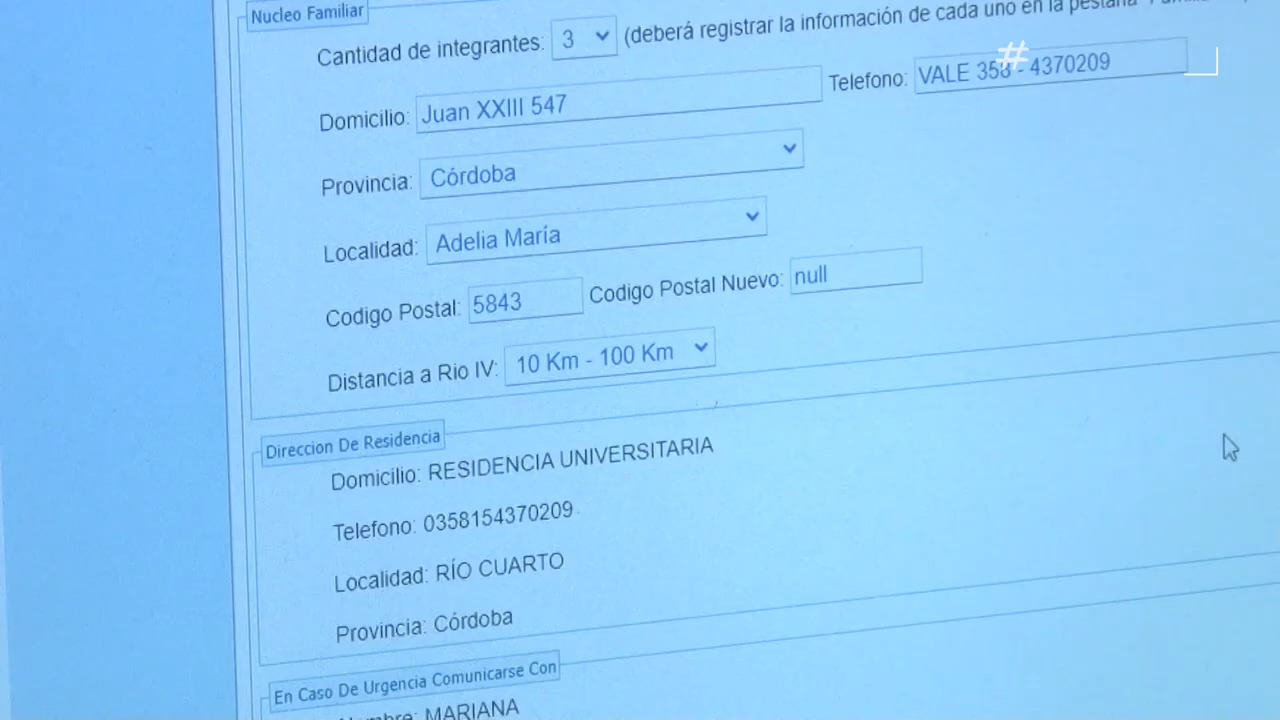 Nucleo Familiar
Cantidad de integrantes: 3 (deberá registrar la información de cada uno en la pestaña
Domicilio: Juan XXIII 547 Telefono: VALE 358 - 4370209
Provincia: Córdoba
Localidad: Adelia María
Codigo Postal: 5843 Codigo Postal Nuevo: null
Distancia a Rio IV: 10 Km - 100 Km
Direccion De Residencia
Domicilio: RESIDENCIA UNIVERSITARIA
Telefono: 0358154370209
Localidad: RÍO CUARTO
Provincia: Córdoba
En Caso De Urgencia Comunicarse Con
Nombre: MARIANA
#